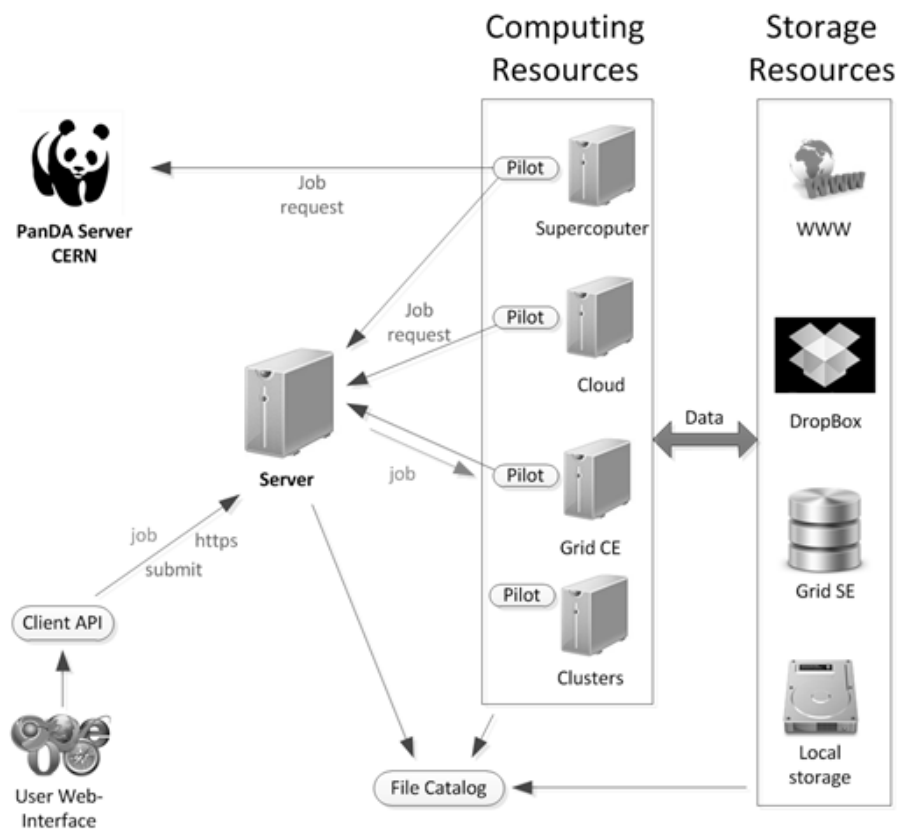 Computing
Resources
Storage
Resources
PanDA Server
CERN
Job
request
Pilot
Supercoputer
WWW
WWW
Job
request
Pilot
Cloud
DropBox
Data
Server
job
Pilot
Grid CE
Grid SE
job
https
submit
Pilot
Clusters
Client API
User Web-
Interface
File Catalog
Local
storage